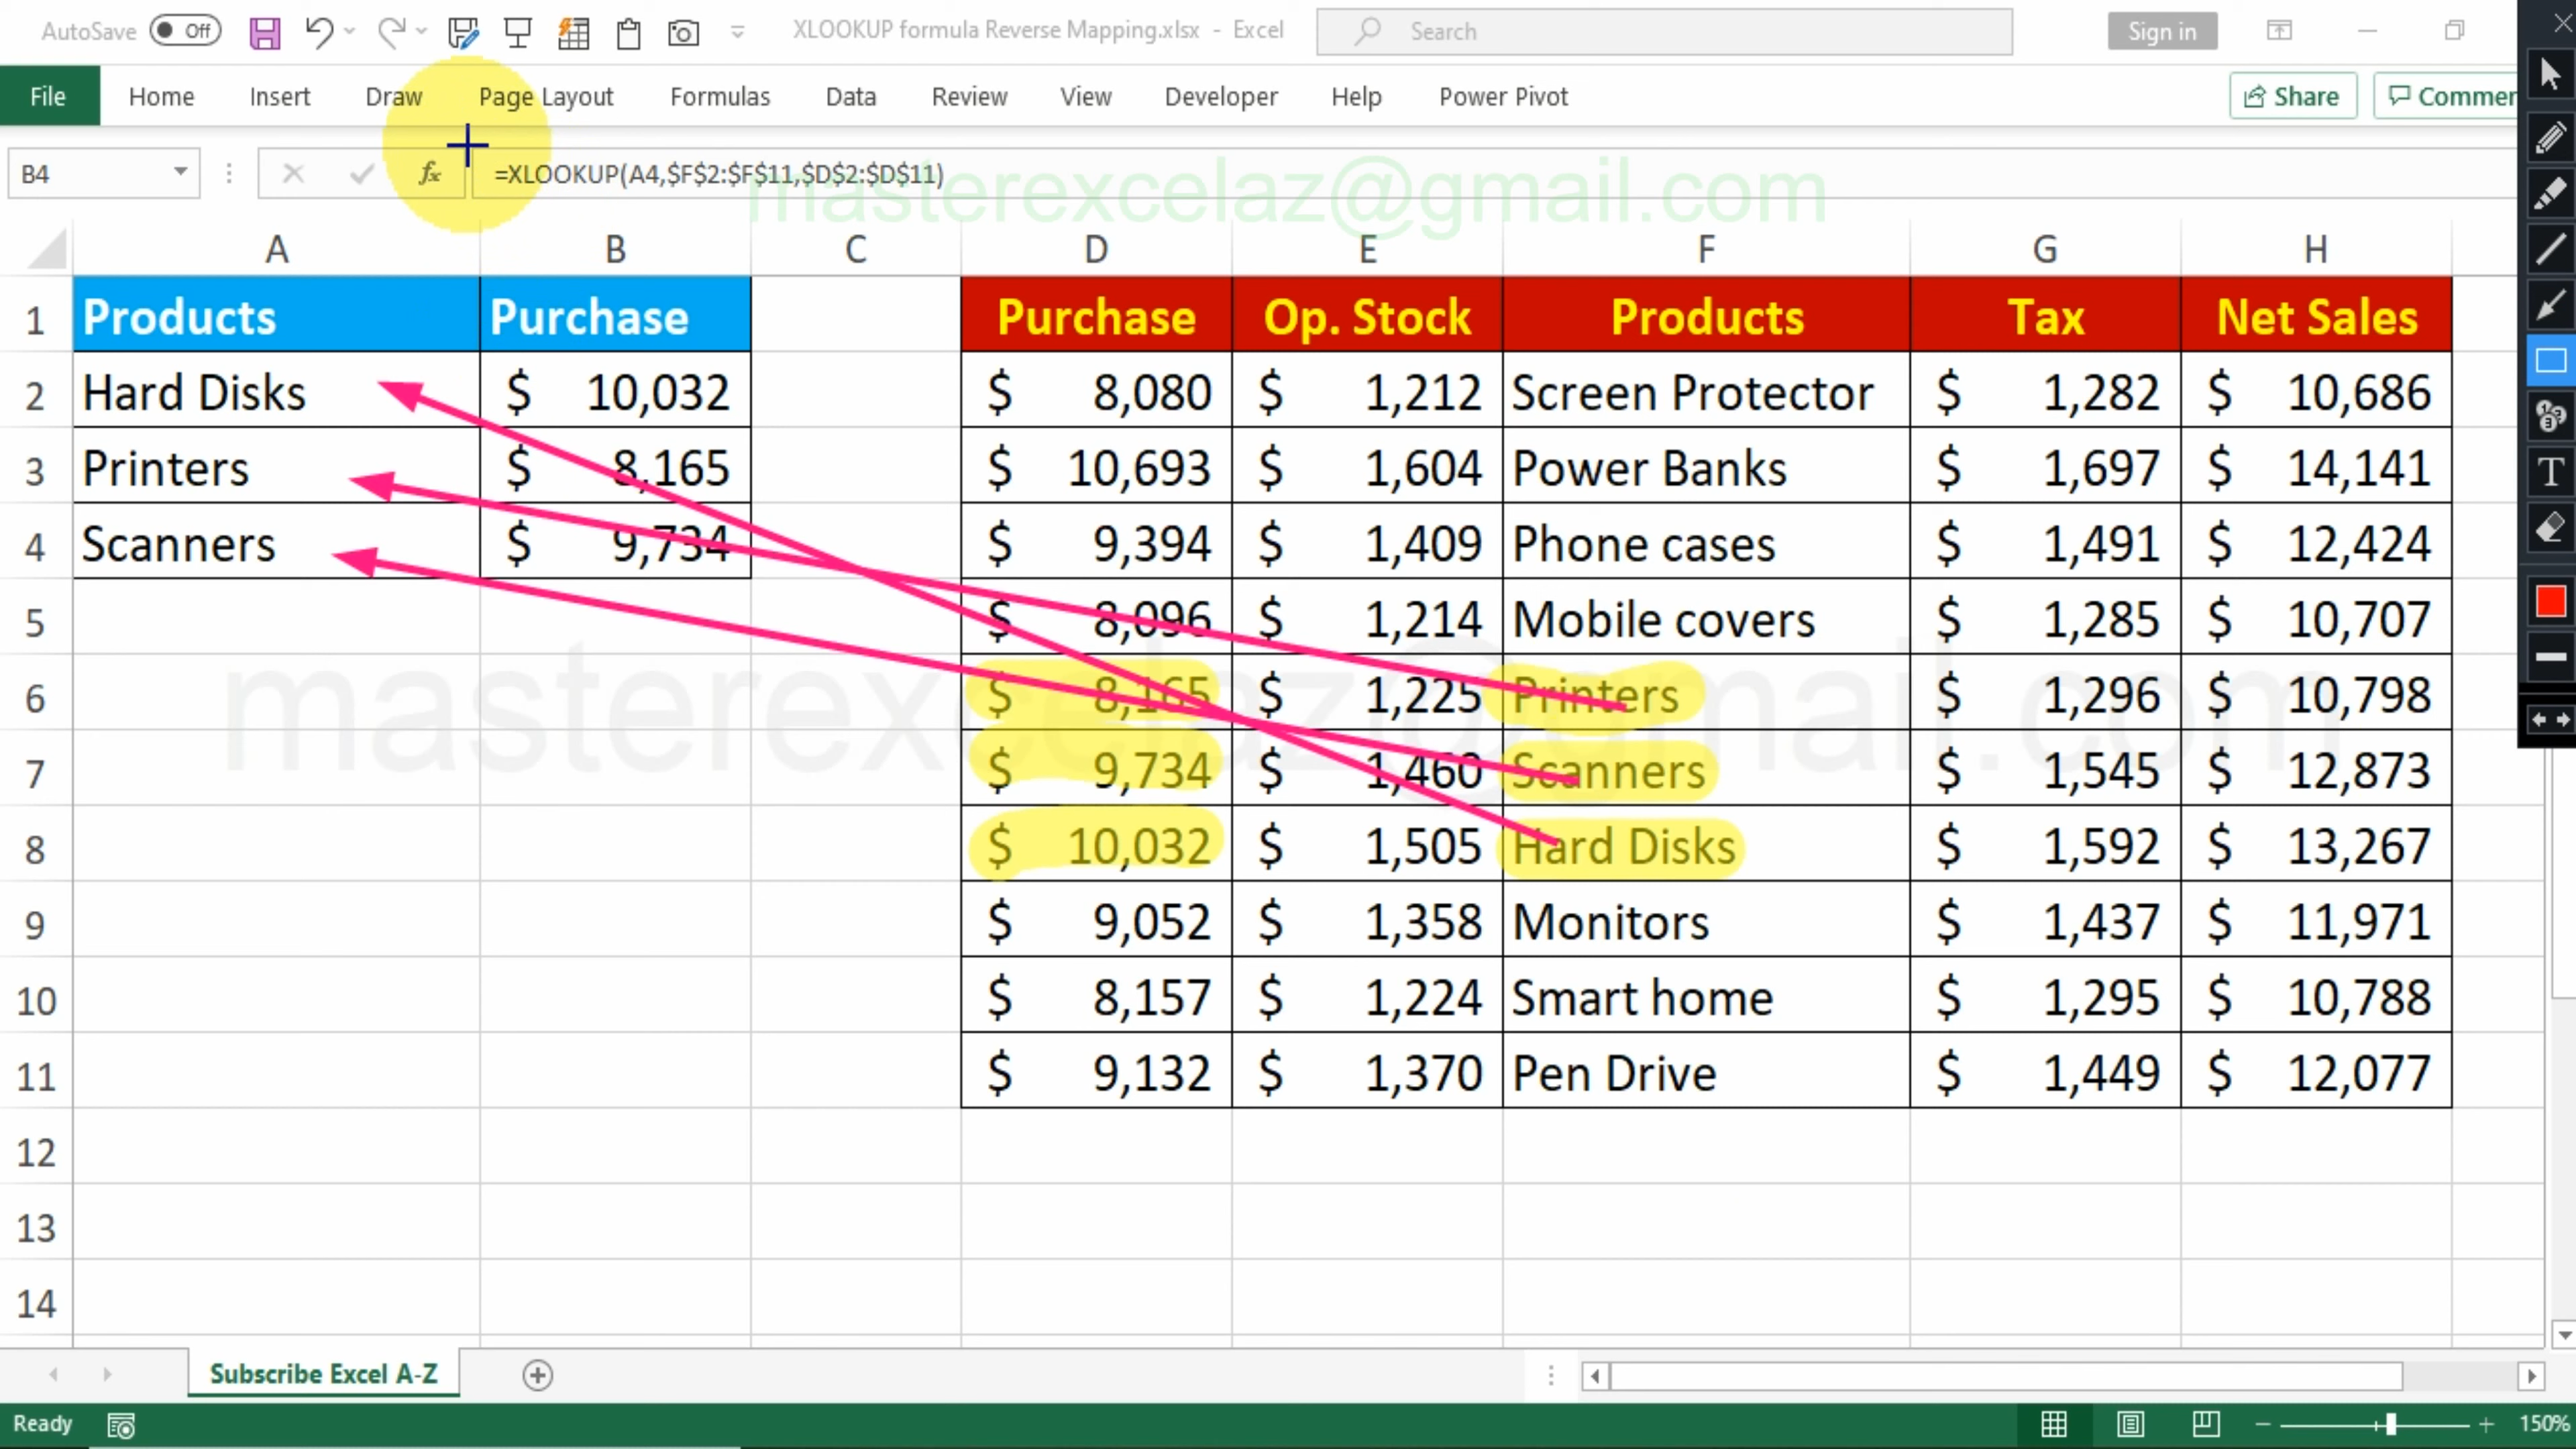 AutoSave Off XLOOKUP formula Reverse Mapping.xlsx - Excel Search Sign in
File Home Insert Draw Page Layout Formulas Data Review View Developer Help Power Pivot Share Commen
B4 fx =XLOOKUP(A4,$F$2:$F$11,$D$2:$D$11)
masterexcelaz@gmail.com
A B C D E F G H
1 Products Purchase Purchase Op. Stock Products Tax Net Sales
2 Hard Disks $ 10,032 $ 8,080 $ 1,212 Screen Protector $ 1,282 $ 10,686
3 Printers $ 8,165 $ 10,693 $ 1,604 Power Banks $ 1,697 $ 14,141
4 Scanners $ 9,734 $ 9,394 $ 1,409 Phone cases $ 1,491 $ 12,424
5 $ 8,096 $ 1,214 Mobile covers $ 1,285 $ 10,707
6 $ 8,165 $ 1,225 Printers $ 1,296 $ 10,798
masterexcelaz@gmail.com
7 $ 9,734 $ 1,460 Scanners $ 1,545 $ 12,873
8 $ 10,032 $ 1,505 Hard Disks $ 1,592 $ 13,267
9 $ 9,052 $ 1,358 Monitors $ 1,437 $ 11,971
10 $ 8,157 $ 1,224 Smart home $ 1,295 $ 10,788
11 $ 9,132 $ 1,370 Pen Drive $ 1,449 $ 12,077
12
13
14
Subscribe Excel A-Z
Ready 150%